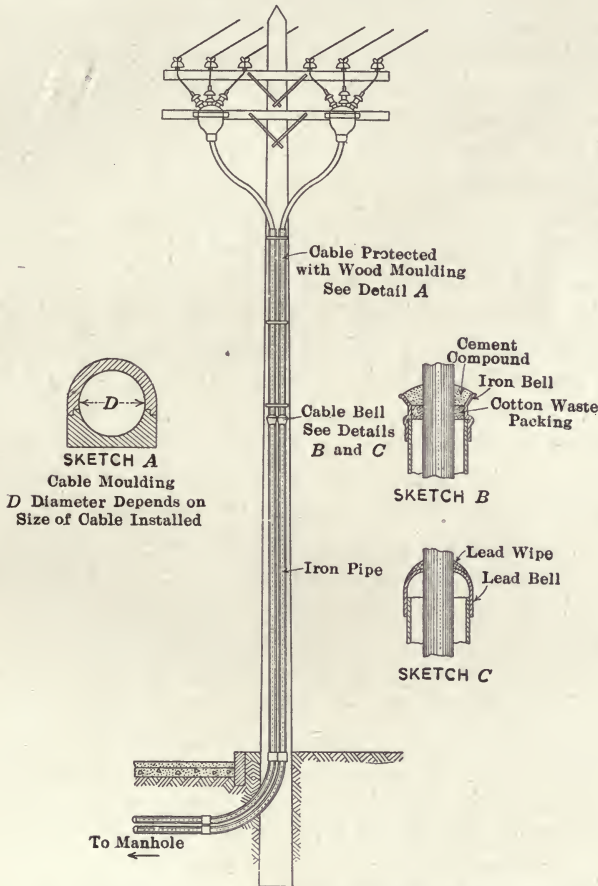 Cable Protected
with Wood Moulding
See Detail A
Cement
Compound
Iron Bell
Cotton Waste
Packing
Cable Bell
See Details
B and C
SKETCH B
D
SKETCH A
Cable Moulding
D Diameter Depends on
Size of Cable Installed
Iron Pipe
Lead Wipe
Lead Bell
SKETCH C
To Manhole